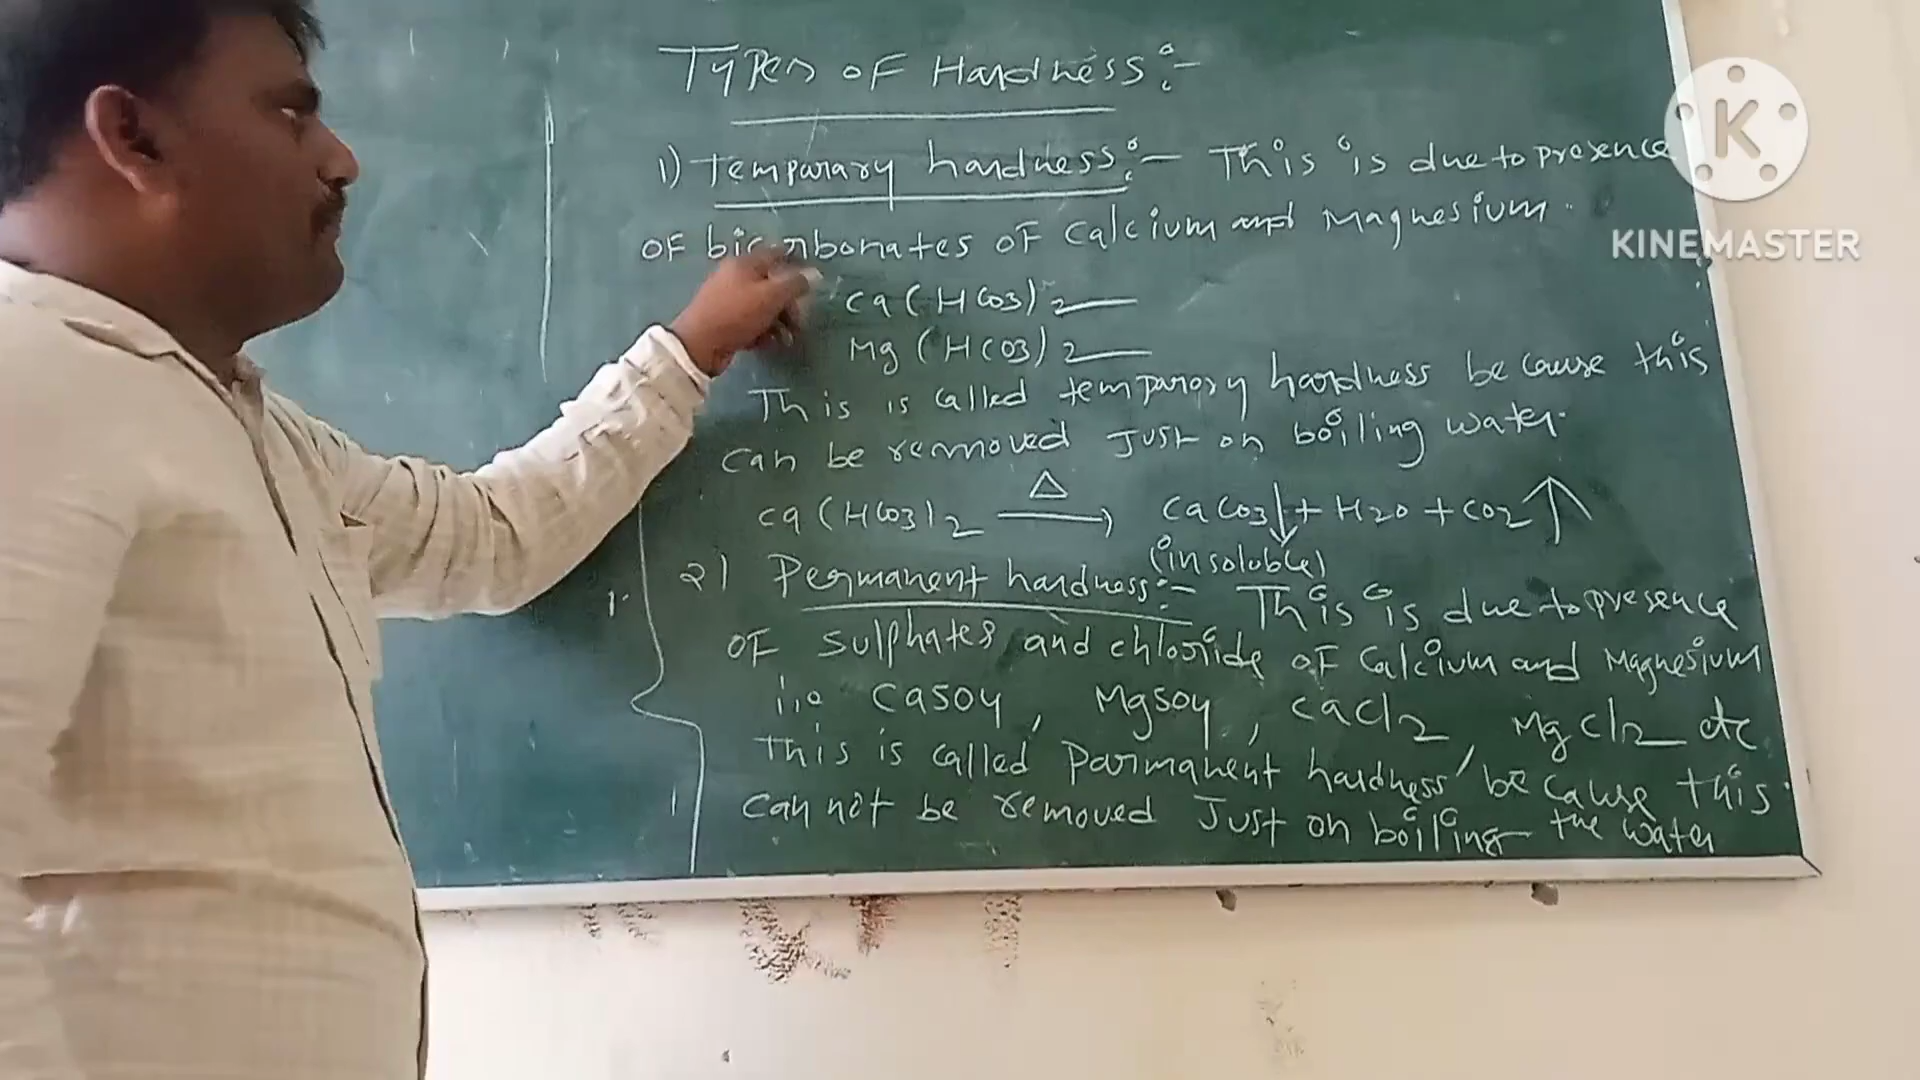 Types of Hardness:-
1) Temparary hardness:- This is due to presence
of bicarbonates of Calcium and Magnesium.
Ca(HCO3)2
Mg(HCO3)2
This is called temparary hardness because this
can be removed Just on boiling water.
Ca(HCO3)2 △→ CaCO3↓ + H2O + CO2 ↑
(insoluble)
2) Permanent hardness:- This is due to presence
of sulphates and chloride of Calcium and Magnesium
i.e CaSO4, MgSO4, CaCl2, MgCl2 etc
This is called Parmanent hardness because this
can not be removed Just on boiling the water
K
KINEMASTER